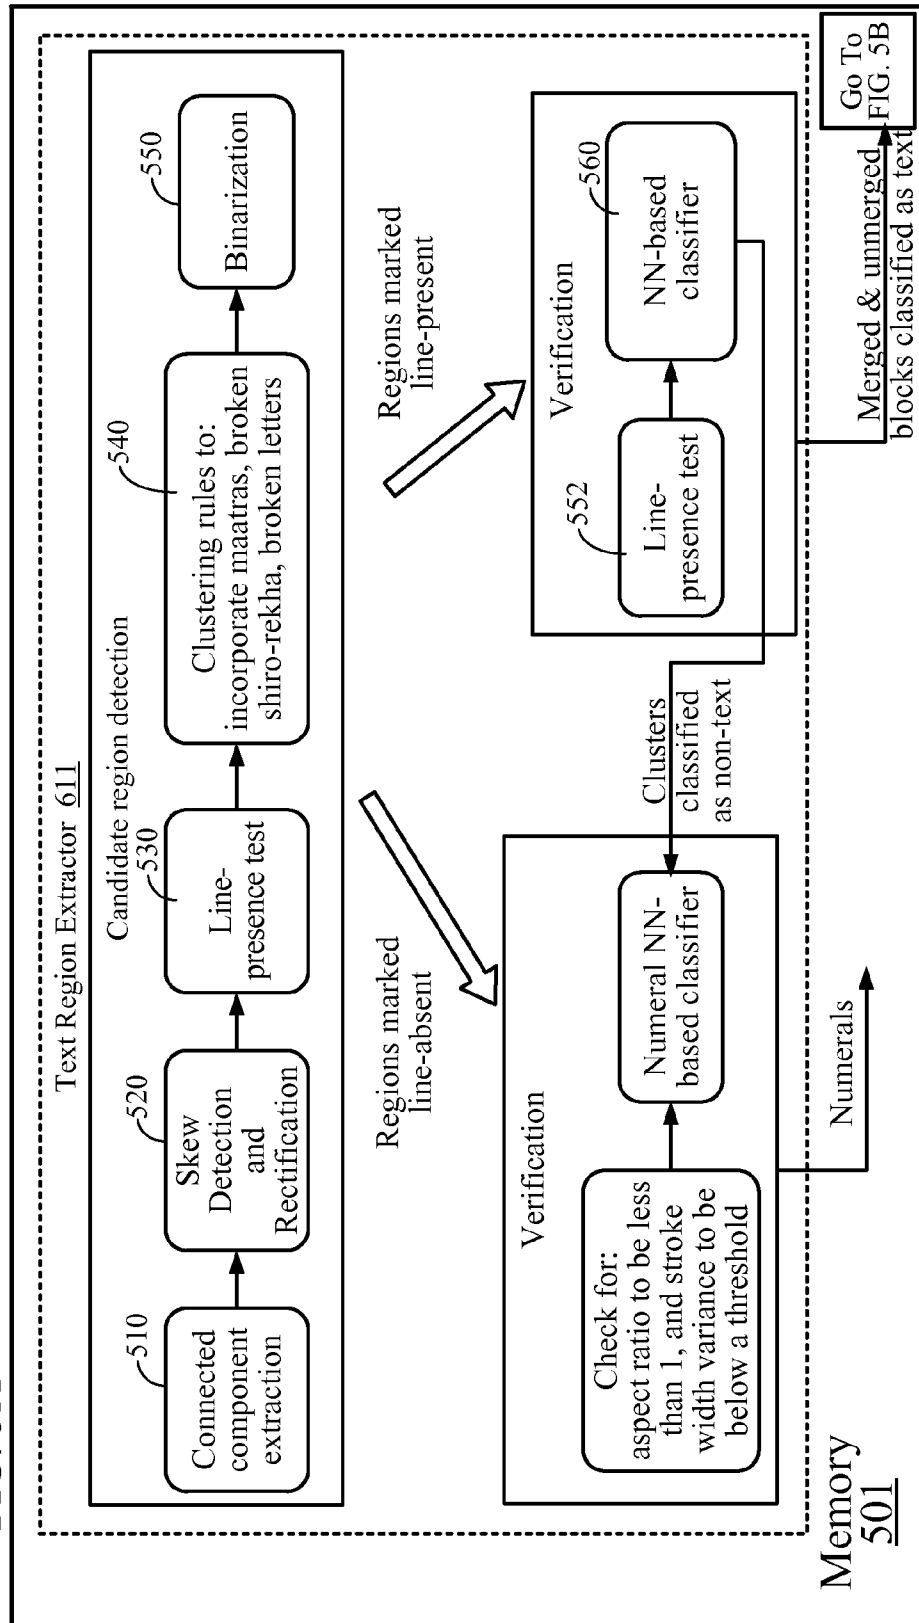 Text Region Extractor 611
Candidate region detection
510
Connected
component
extraction
520
Skew
Detection
and
Rectification
530
Line-
presence test
540
Clustering rules to:
incorporate maatras, broken
shiro-rekha, broken letters
550
Binarization
Regions marked
line-absent
Regions marked
line-present
Verification
Check for:
aspect ratio to be less
than 1, and stroke
width variance to be
below a threshold
Numeral NN-
based classifier
Numerals
Clusters
classified
as non-text
Verification
552
Line-
presence test
560
NN-based
classifier
Merged & unmerged
blocks classified as text
Go To
FIG. 5B
Memory
501